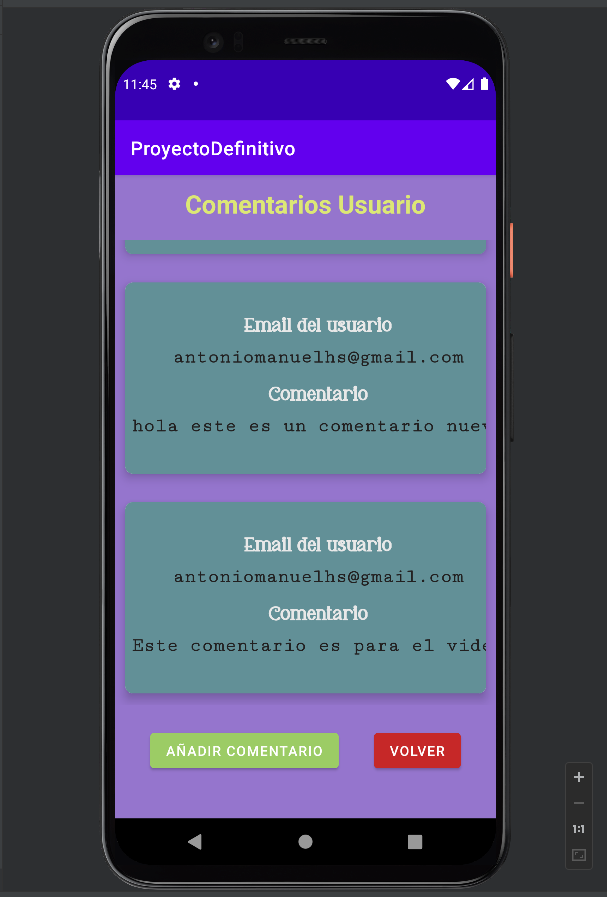 11:45
ProyectoDefinitivo
Comentarios Usuario
Email del usuario
antoniomanuelhs@gmail.com
Comentario
hola este es un comentario nuev
Email del usuario
antoniomanuelhs@gmail.com
Comentario
Este comentario es para el vide
AÑADIR COMENTARIO
VOLVER
1:1